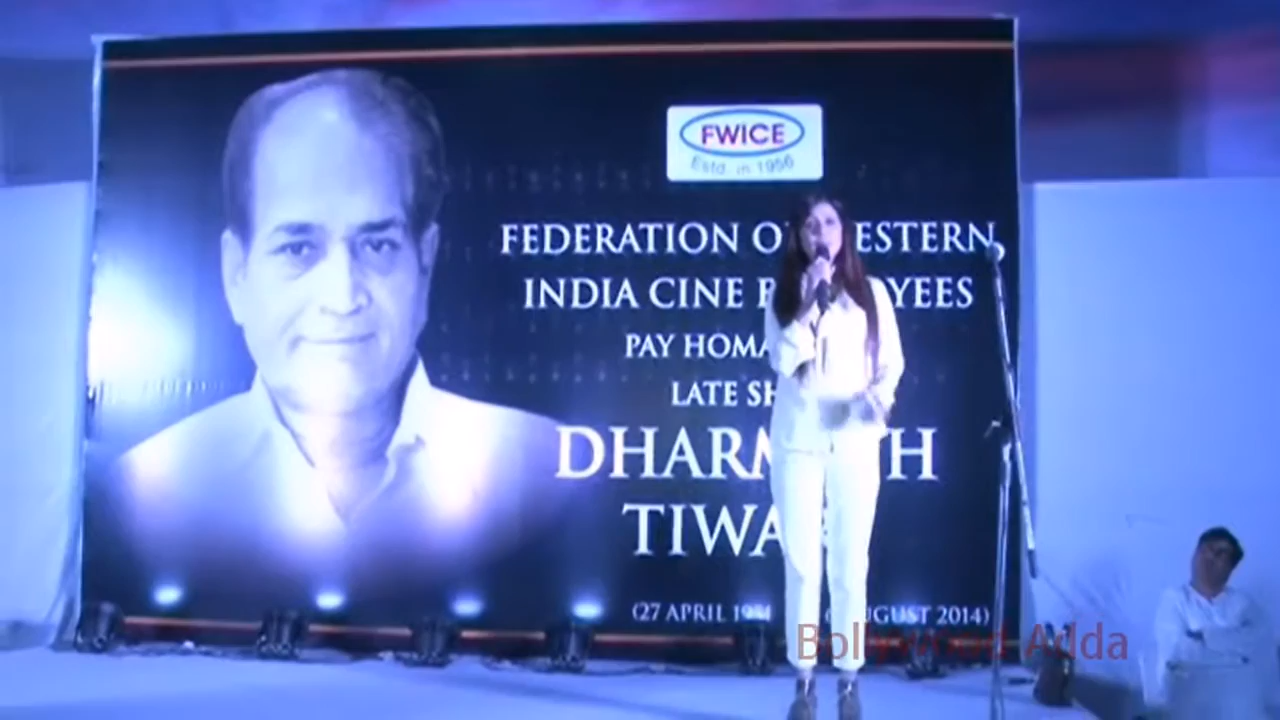 FWICE
Estd. in 1956
FEDERATION O ESTERN
INDIA CINE E YEES
PAY HOMA
LATE SH
DHARM TH
TIWA
(27 APRIL 19 UGUST 2014)
Bollywood Adda